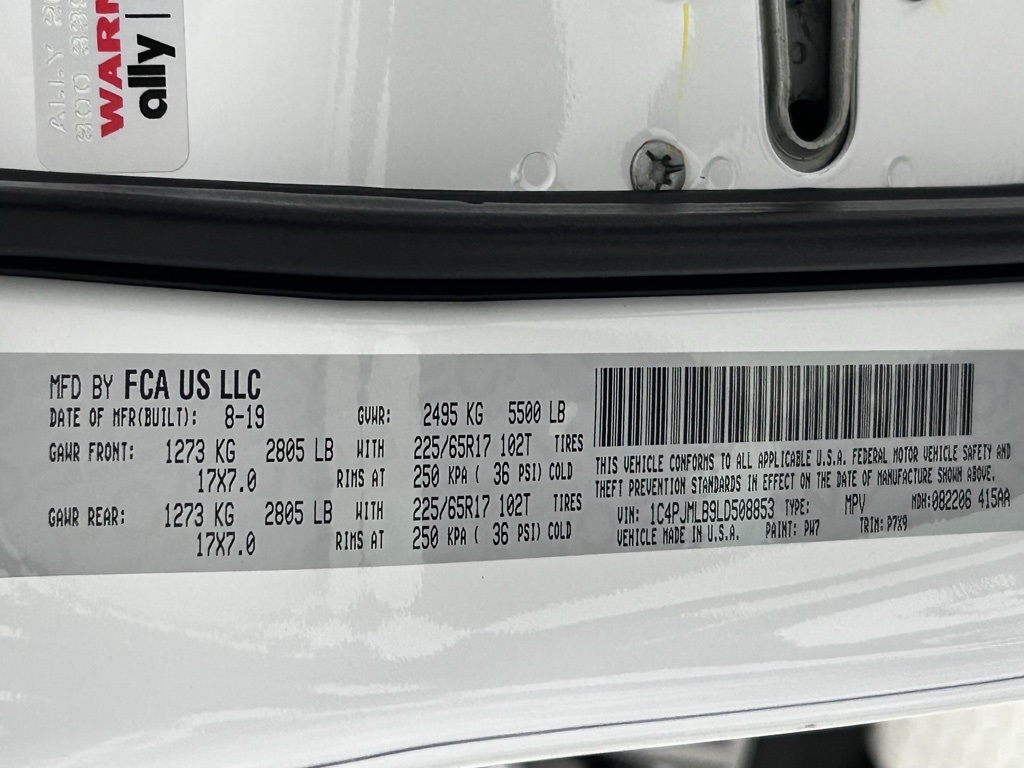 ALLY
800
WARN
ally
MFD BY FCA US LLC
DATE OF MFR(BUILT): 8-19 GVWR: 2495 KG 5500 LB
GAWR FRONT: 1273 KG 2805 LB WITH 225/65R17 102T TIRES
17X7.0 RIMS AT 250 KPA ( 36 PSI) COLD
GAWR REAR: 1273 KG 2805 LB WITH 225/65R17 102T TIRES
17X7.0 RIMS AT 250 KPA ( 36 PSI) COLD
THIS VEHICLE CONFORMS TO ALL APPLICABLE U.S.A. FEDERAL MOTOR VEHICLE SAFETY AND
THEFT PREVENTION STANDARDS IN EFFECT ON THE DATE OF MANUFACTURE SHOWN ABOVE.
VIN: 1C4PJMLB9LD508853 TYPE: MPV MDH:082206 415AA
VEHICLE MADE IN U.S.A. PAINT: PW7 TRIM: P7X9